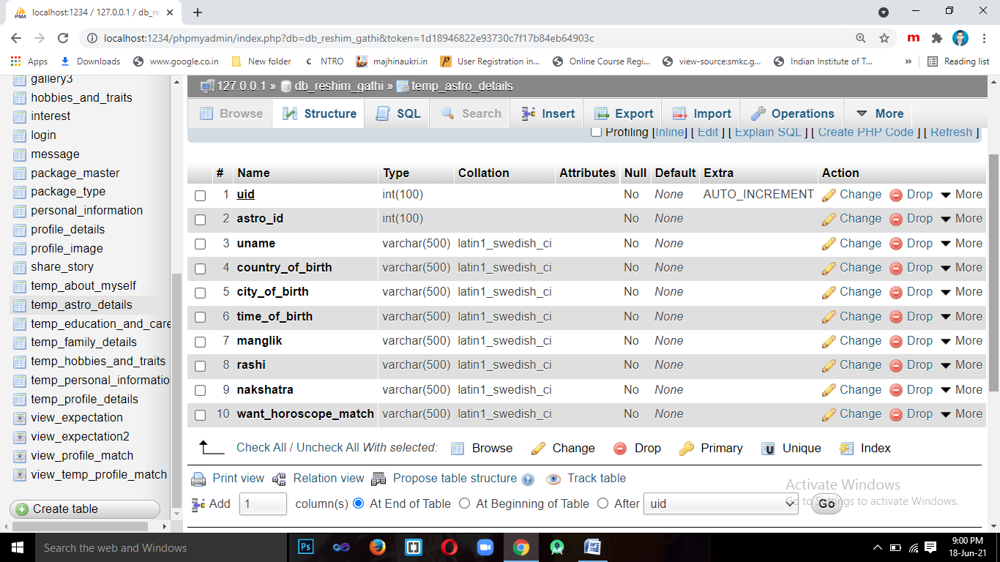 localhost:1234 / 127.0.0.1 / db_re
localhost:1234/phpmyadmin/index.php?db=db_reshim_gathi&token=1d18946822e93730c7f17b84eb64903c
Apps Downloads www.google.co.in New folder NTRO majhinaukri.in User Registration in... Online Course Regi... view-source:smkc.g... Indian Institute of T... » Reading list
gallery3
hobbies_and_traits
interest
login
message
package_master
package_type
personal_information
profile_details
profile_image
share_story
temp_about_myself
temp_astro_details
temp_education_and_care
temp_family_details
temp_hobbies_and_traits
temp_personal_informatio
temp_profile_details
view_expectation
view_expectation2
view_profile_match
view_temp_profile_match
Create table
127.0.0.1 » db_reshim_gathi » temp_astro_details
Browse Structure SQL Search Insert Export Import Operations More
Profiling [Inline] [ Edit ] [ Explain SQL ] [ Create PHP Code ] [ Refresh ]
# Name Type Collation Attributes Null Default Extra Action
1 uid int(100) No None AUTO_INCREMENT Change Drop More
2 astro_id int(100) No None Change Drop More
3 uname varchar(500) latin1_swedish_ci No None Change Drop More
4 country_of_birth varchar(500) latin1_swedish_ci No None Change Drop More
5 city_of_birth varchar(500) latin1_swedish_ci No None Change Drop More
6 time_of_birth varchar(500) latin1_swedish_ci No None Change Drop More
7 manglik varchar(500) latin1_swedish_ci No None Change Drop More
8 rashi varchar(500) latin1_swedish_ci No None Change Drop More
9 nakshatra varchar(500) latin1_swedish_ci No None Change Drop More
10 want_horoscope_match varchar(500) latin1_swedish_ci No None Change Drop More
Check All / Uncheck All With selected: Browse Change Drop Primary Unique Index
Print view Relation view Propose table structure Track table
Add 1 column(s) At End of Table At Beginning of Table After uid Go
Activate Windows
Go to Settings to activate Windows.
Search the web and Windows
9:00 PM
18-Jun-21